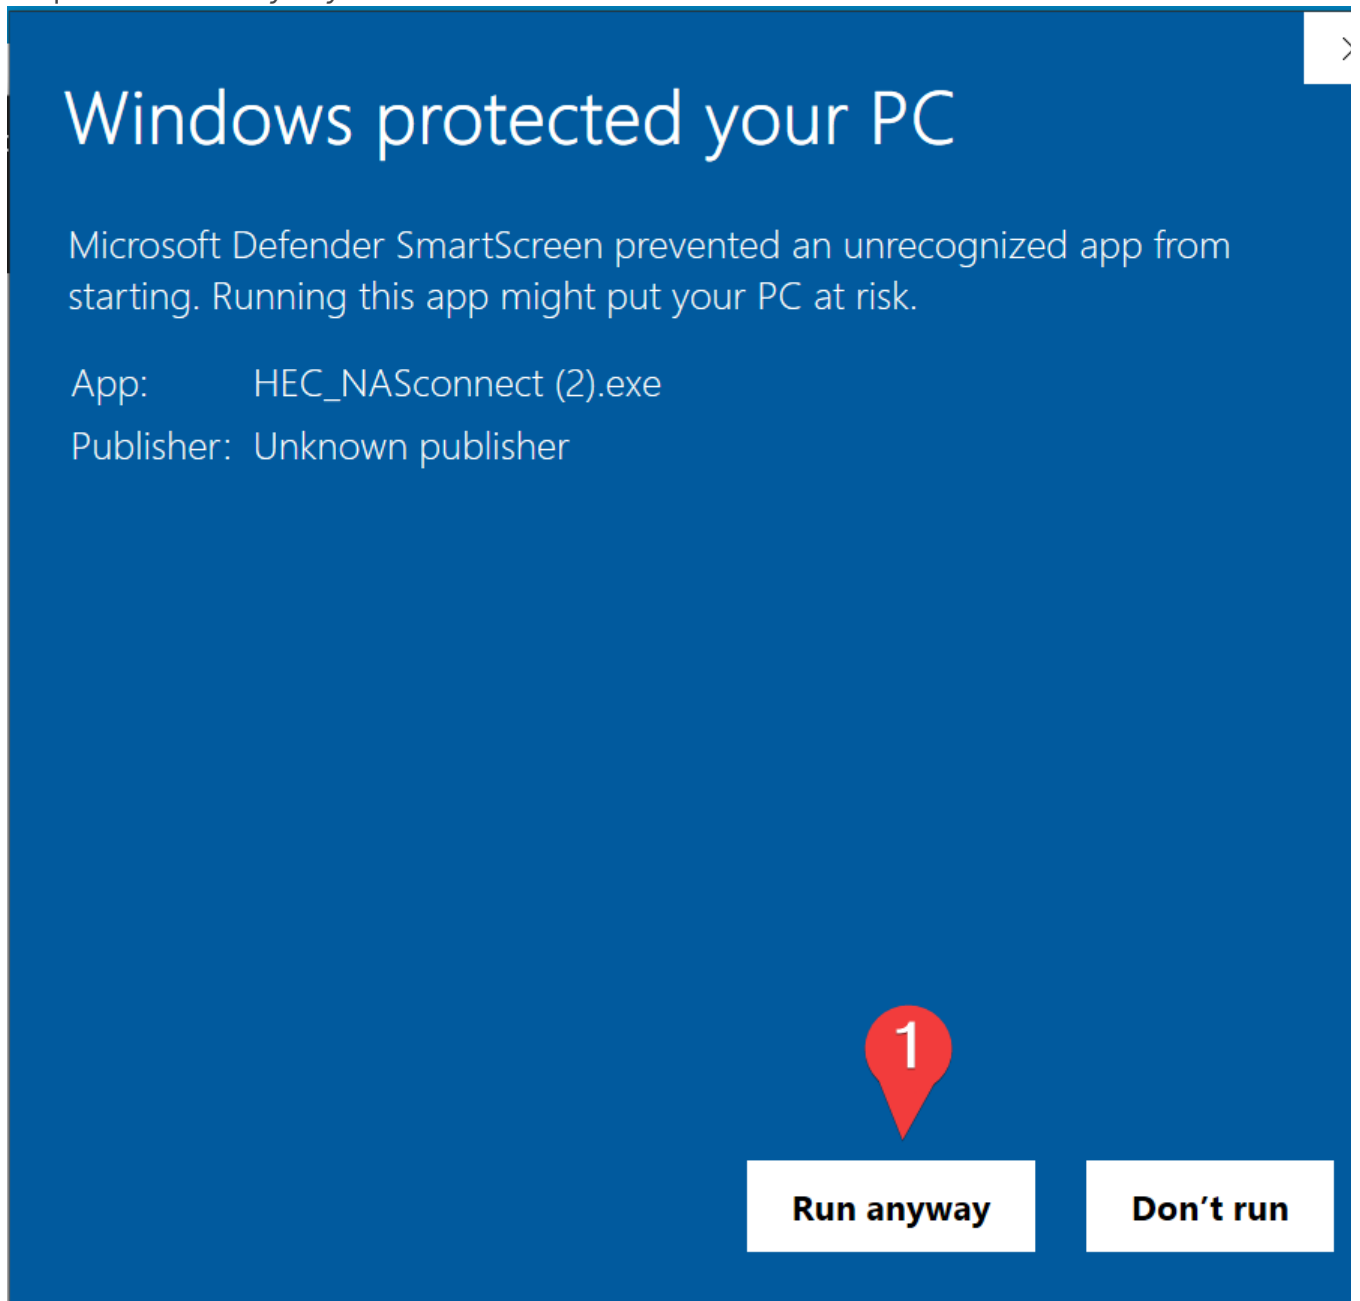 Windows protected your PC
Microsoft Defender SmartScreen prevented an unrecognized app from
starting. Running this app might put your PC at risk.
App: HEC_NASconnect (2).exe
Publisher: Unknown publisher
1
Run anyway Don’t run